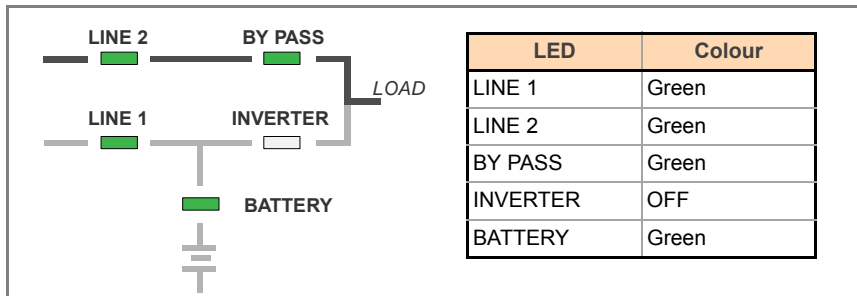 LINE 2 BY PASS
LOAD
LINE 1 INVERTER
BATTERY
LED Colour
LINE 1 Green
LINE 2 Green
BY PASS Green
INVERTER OFF
BATTERY Green